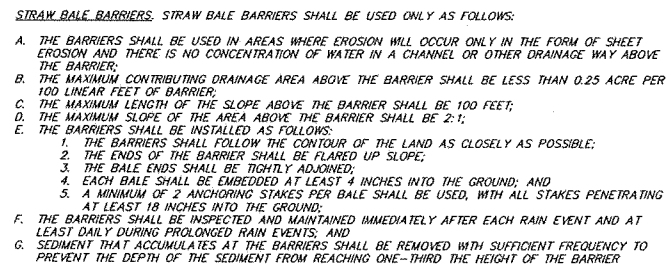 STRAW BALE BARRIERS. STRAW BALE BARRIERS SHALL BE USED ONLY AS FOLLOWS:
A. THE BARRIERS SHALL BE USED IN AREAS WHERE EROSION WILL OCCUR ONLY IN THE FORM OF SHEET
EROSION AND THERE IS NO CONCENTRATION OF WATER IN A CHANNEL OR OTHER DRAINAGE WAY ABOVE
THE BARRIER;
B. THE MAXIMUM CONTRIBUTING DRAINAGE AREA ABOVE THE BARRIER SHALL BE LESS THAN 0.25 ACRE PER
100 LINEAR FEET OF BARRIER;
C. THE MAXIMUM LENGTH OF THE SLOPE ABOVE THE BARRIER SHALL BE 100 FEET;
D. THE MAXIMUM SLOPE OF THE AREA ABOVE THE BARRIER SHALL BE 2:1;
E. THE BARRIERS SHALL BE INSTALLED AS FOLLOWS:
1. THE BARRIERS SHALL FOLLOW THE CONTOUR OF THE LAND AS CLOSELY AS POSSIBLE;
2. THE ENDS OF THE BARRIER SHALL BE FLARED UP SLOPE;
3. THE BALE ENDS SHALL BE TIGHTLY ADJOINED;
4. EACH BALE SHALL BE EMBEDDED AT LEAST 4 INCHES INTO THE GROUND; AND
5. A MINIMUM OF 2 ANCHORING STAKES PER BALE SHALL BE USED, WITH ALL STAKES PENETRATING
AT LEAST 18 INCHES INTO THE GROUND;
F. THE BARRIERS SHALL BE INSPECTED AND MAINTAINED IMMEDIATELY AFTER EACH RAIN EVENT AND AT
LEAST DAILY DURING PROLONGED RAIN EVENTS; AND
G. SEDIMENT THAT ACCUMULATES AT THE BARRIERS SHALL BE REMOVED WITH SUFFICIENT FREQUENCY TO
PREVENT THE DEPTH OF THE SEDIMENT FROM REACHING ONE-THIRD THE HEIGHT OF THE BARRIER